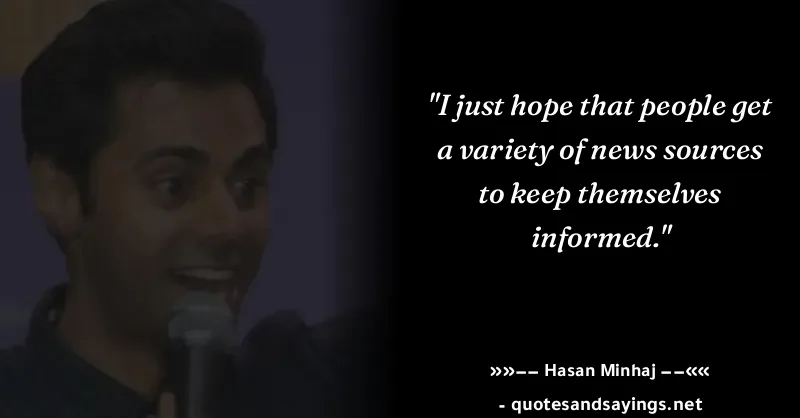 "I just hope that people get
a variety of news sources
to keep themselves
informed."
»»−− Hasan Minhaj −−««
- quotesandsayings.net